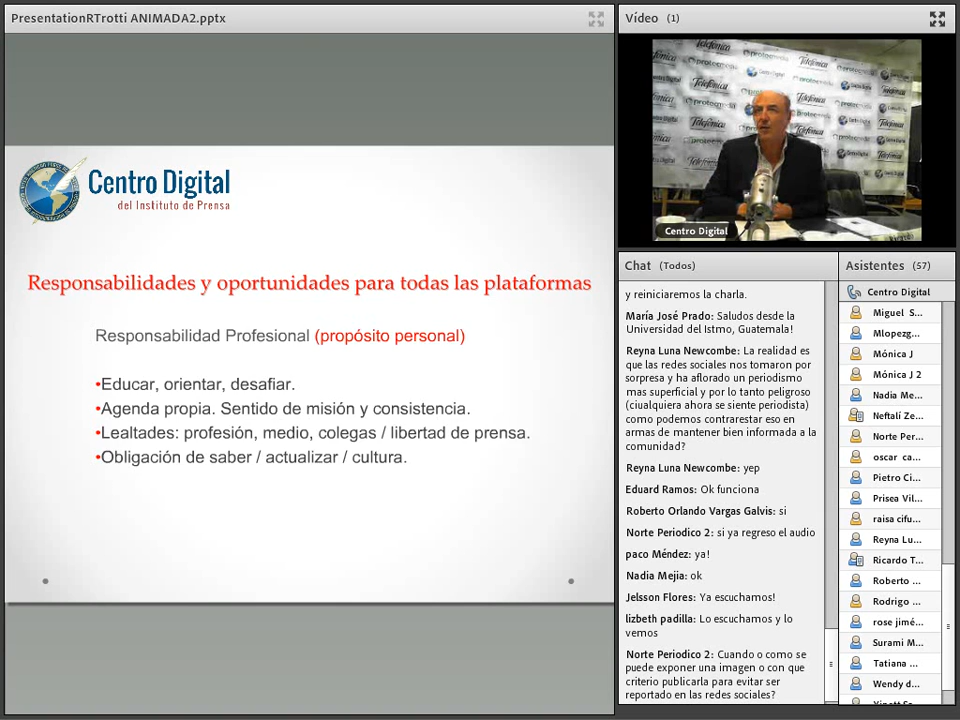 PresentationRTrotti ANIMADA2.pptx
Centro Digital
del Instituto de Prensa
Responsabilidades y oportunidades para todas las plataformas
Responsabilidad Profesional (propósito personal)
•Educar, orientar, desafiar.
•Agenda propia. Sentido de misión y consistencia.
•Lealtades: profesión, medio, colegas / libertad de prensa.
•Obligación de saber / actualizar / cultura.
Vídeo (1)
Telefónica
protecmedia
Centro Digital
Chat (Todos)
y reiniciaremos la charla.
María José Prado: Saludos desde la
Universidad del Istmo, Guatemala!
Reyna Luna Newcombe: La realidad es
que las redes sociales nos tomaron por
sorpresa y ha aflorado un periodismo
mas superficial y por lo tanto peligroso
(ciualquiera ahora se siente periodista)
como podemos contrarestar eso en
armas de mantener bien informada a la
comunidad?
Reyna Luna Newcombe: yep
Eduard Ramos: Ok funciona
Roberto Orlando Vargas Galvis: si
Norte Periodico 2: si ya regreso el audio
paco Méndez: ya!
Nadia Mejia: ok
Jelsson Flores: Ya escuchamos!
lizbeth padilla: Lo escuchamos y lo
vemos
Norte Periodico 2: Cuando o como se
puede exponer una imagen o con que
criterio publicarla para evitar ser
reportado en las redes sociales?
Asistentes (57)
Centro Digital
Miguel S...
Mlopezg...
Mónica J
Mónica J 2
Nadia Me...
Neftalí Ze...
Norte Per...
oscar ca...
Pietro Ci...
Prisea Vil...
raisa cifu...
Reyna Lu...
Ricardo T...
Roberto ...
Rodrigo ...
rose jimé...
Surami M...
Tatiana ...
Wendy d...